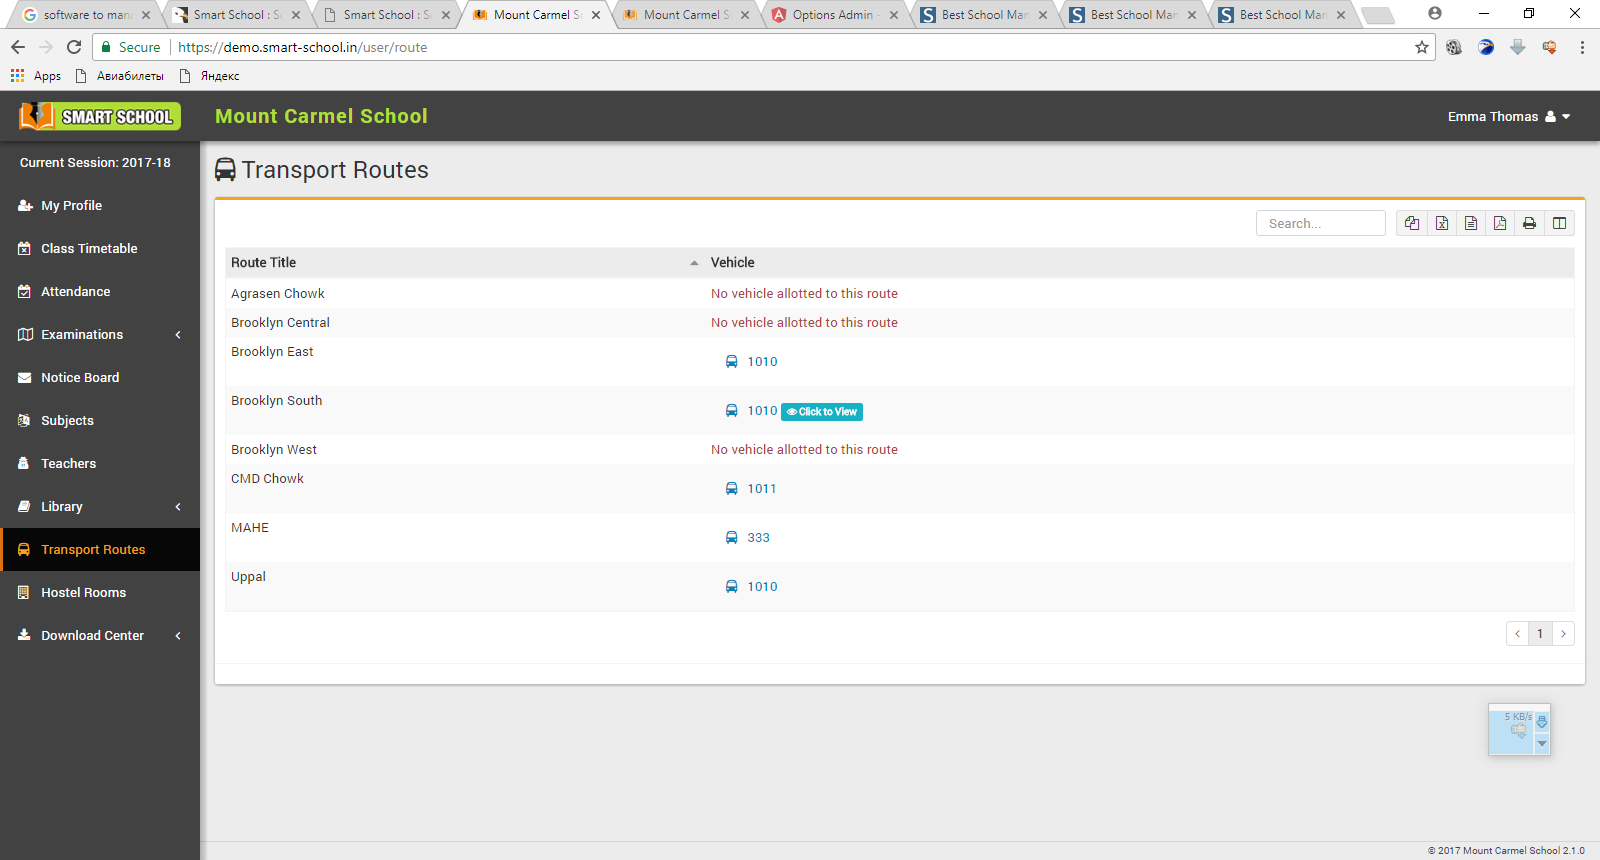 software to man
Smart School : S
Smart School : S
Mount Carmel S
Mount Carmel S
Options Admin -
Best School Man
Best School Man
Best School Man
Secure https://demo.smart-school.in/user/route
Apps Авиабилеты Яндекс
SMART SCHOOL
Mount Carmel School
Emma Thomas
Current Session: 2017-18
My Profile
Class Timetable
Attendance
Examinations
Notice Board
Subjects
Teachers
Library
Transport Routes
Hostel Rooms
Download Center
Transport Routes
Search...
Route Title Vehicle
Agrasen Chowk No vehicle allotted to this route
Brooklyn Central No vehicle allotted to this route
Brooklyn East 1010
Brooklyn South 1010 Click to View
Brooklyn West No vehicle allotted to this route
CMD Chowk 1011
MAHE 333
Uppal 1010
1
5 KB/s
© 2017 Mount Carmel School 2.1.0